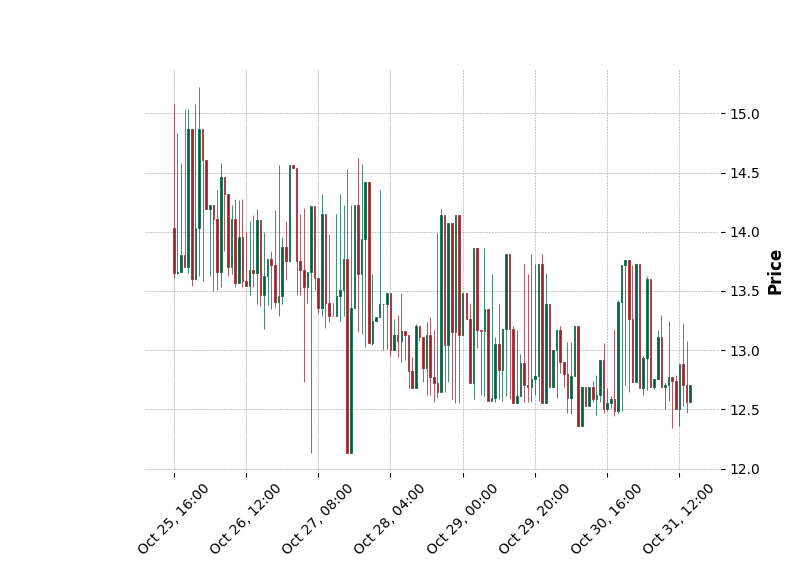 15.0
14.5
14.0
13.5
13.0
12.5
12.0
Price
Oct 25, 16:00
Oct 26, 12:00
Oct 27, 08:00
Oct 28, 04:00
Oct 29, 00:00
Oct 29, 20:00
Oct 30, 16:00
Oct 31, 12:00